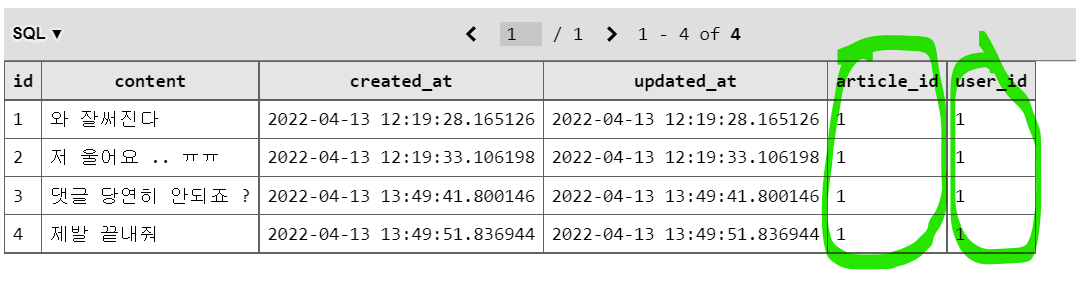 SQL ▼ 1 / 1 1 - 4 of 4
id content created_at updated_at article_id user_id
1 와 잘써진다 2022-04-13 12:19:28.165126 2022-04-13 12:19:28.165126 1 1
2 저 울어요 .. ㅠㅠ 2022-04-13 12:19:33.106198 2022-04-13 12:19:33.106198 1 1
3 댓글 당연히 안되죠 ? 2022-04-13 13:49:41.800146 2022-04-13 13:49:41.800146 1 1
4 제발 끝내줘 2022-04-13 13:49:51.836944 2022-04-13 13:49:51.836944 1 1